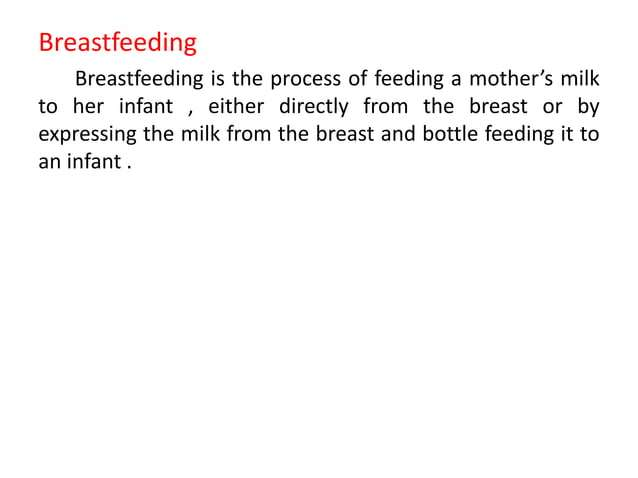 Breastfeeding
Breastfeeding is the process of feeding a mother’s milk
to her infant , either directly from the breast or by
expressing the milk from the breast and bottle feeding it to
an infant .